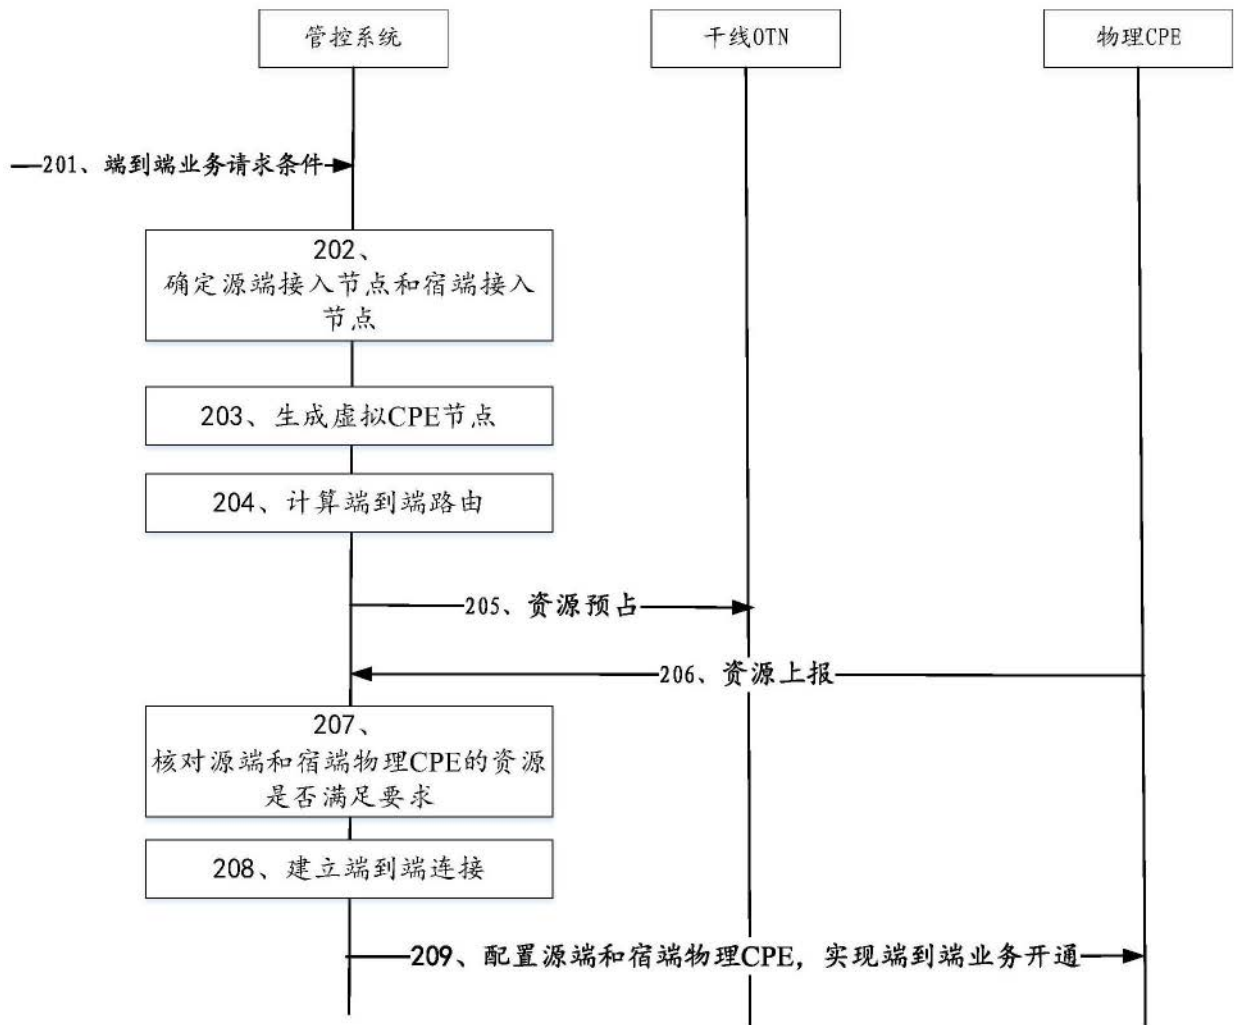 管控系统
干线OTN
物理CPE
201、端到端业务请求条件
202、
确定源端接入节点和宿端接入
节点
203、生成虚拟CPE节点
204、计算端到端路由
205、资源预占
206、资源上报
207、
核对源端和宿端物理CPE的资源
是否满足要求
208、建立端到端连接
209、配置源端和宿端物理CPE，实现端到端业务开通